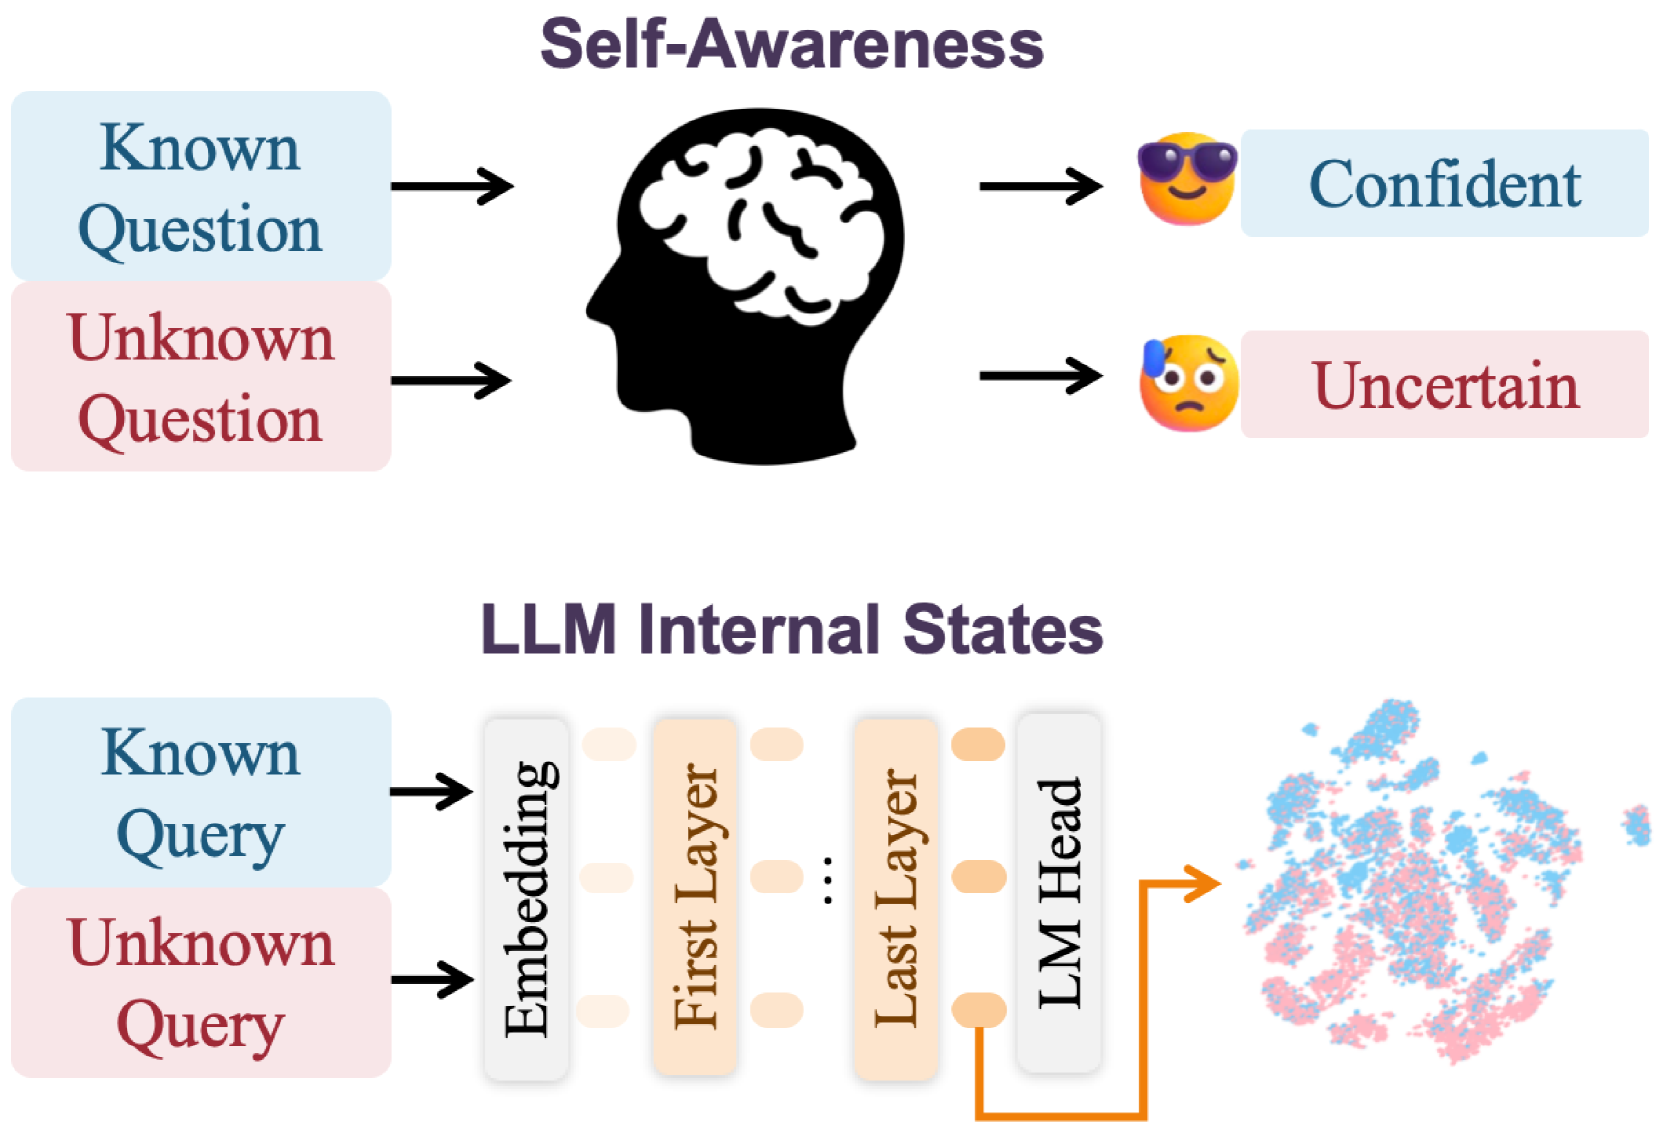 Self-Awareness
Known
Question
Unknown
Question
Confident
Uncertain
LLM Internal States
Known
Query
Unknown
Query
Embedding
First Layer
...
Last Layer
LM Head